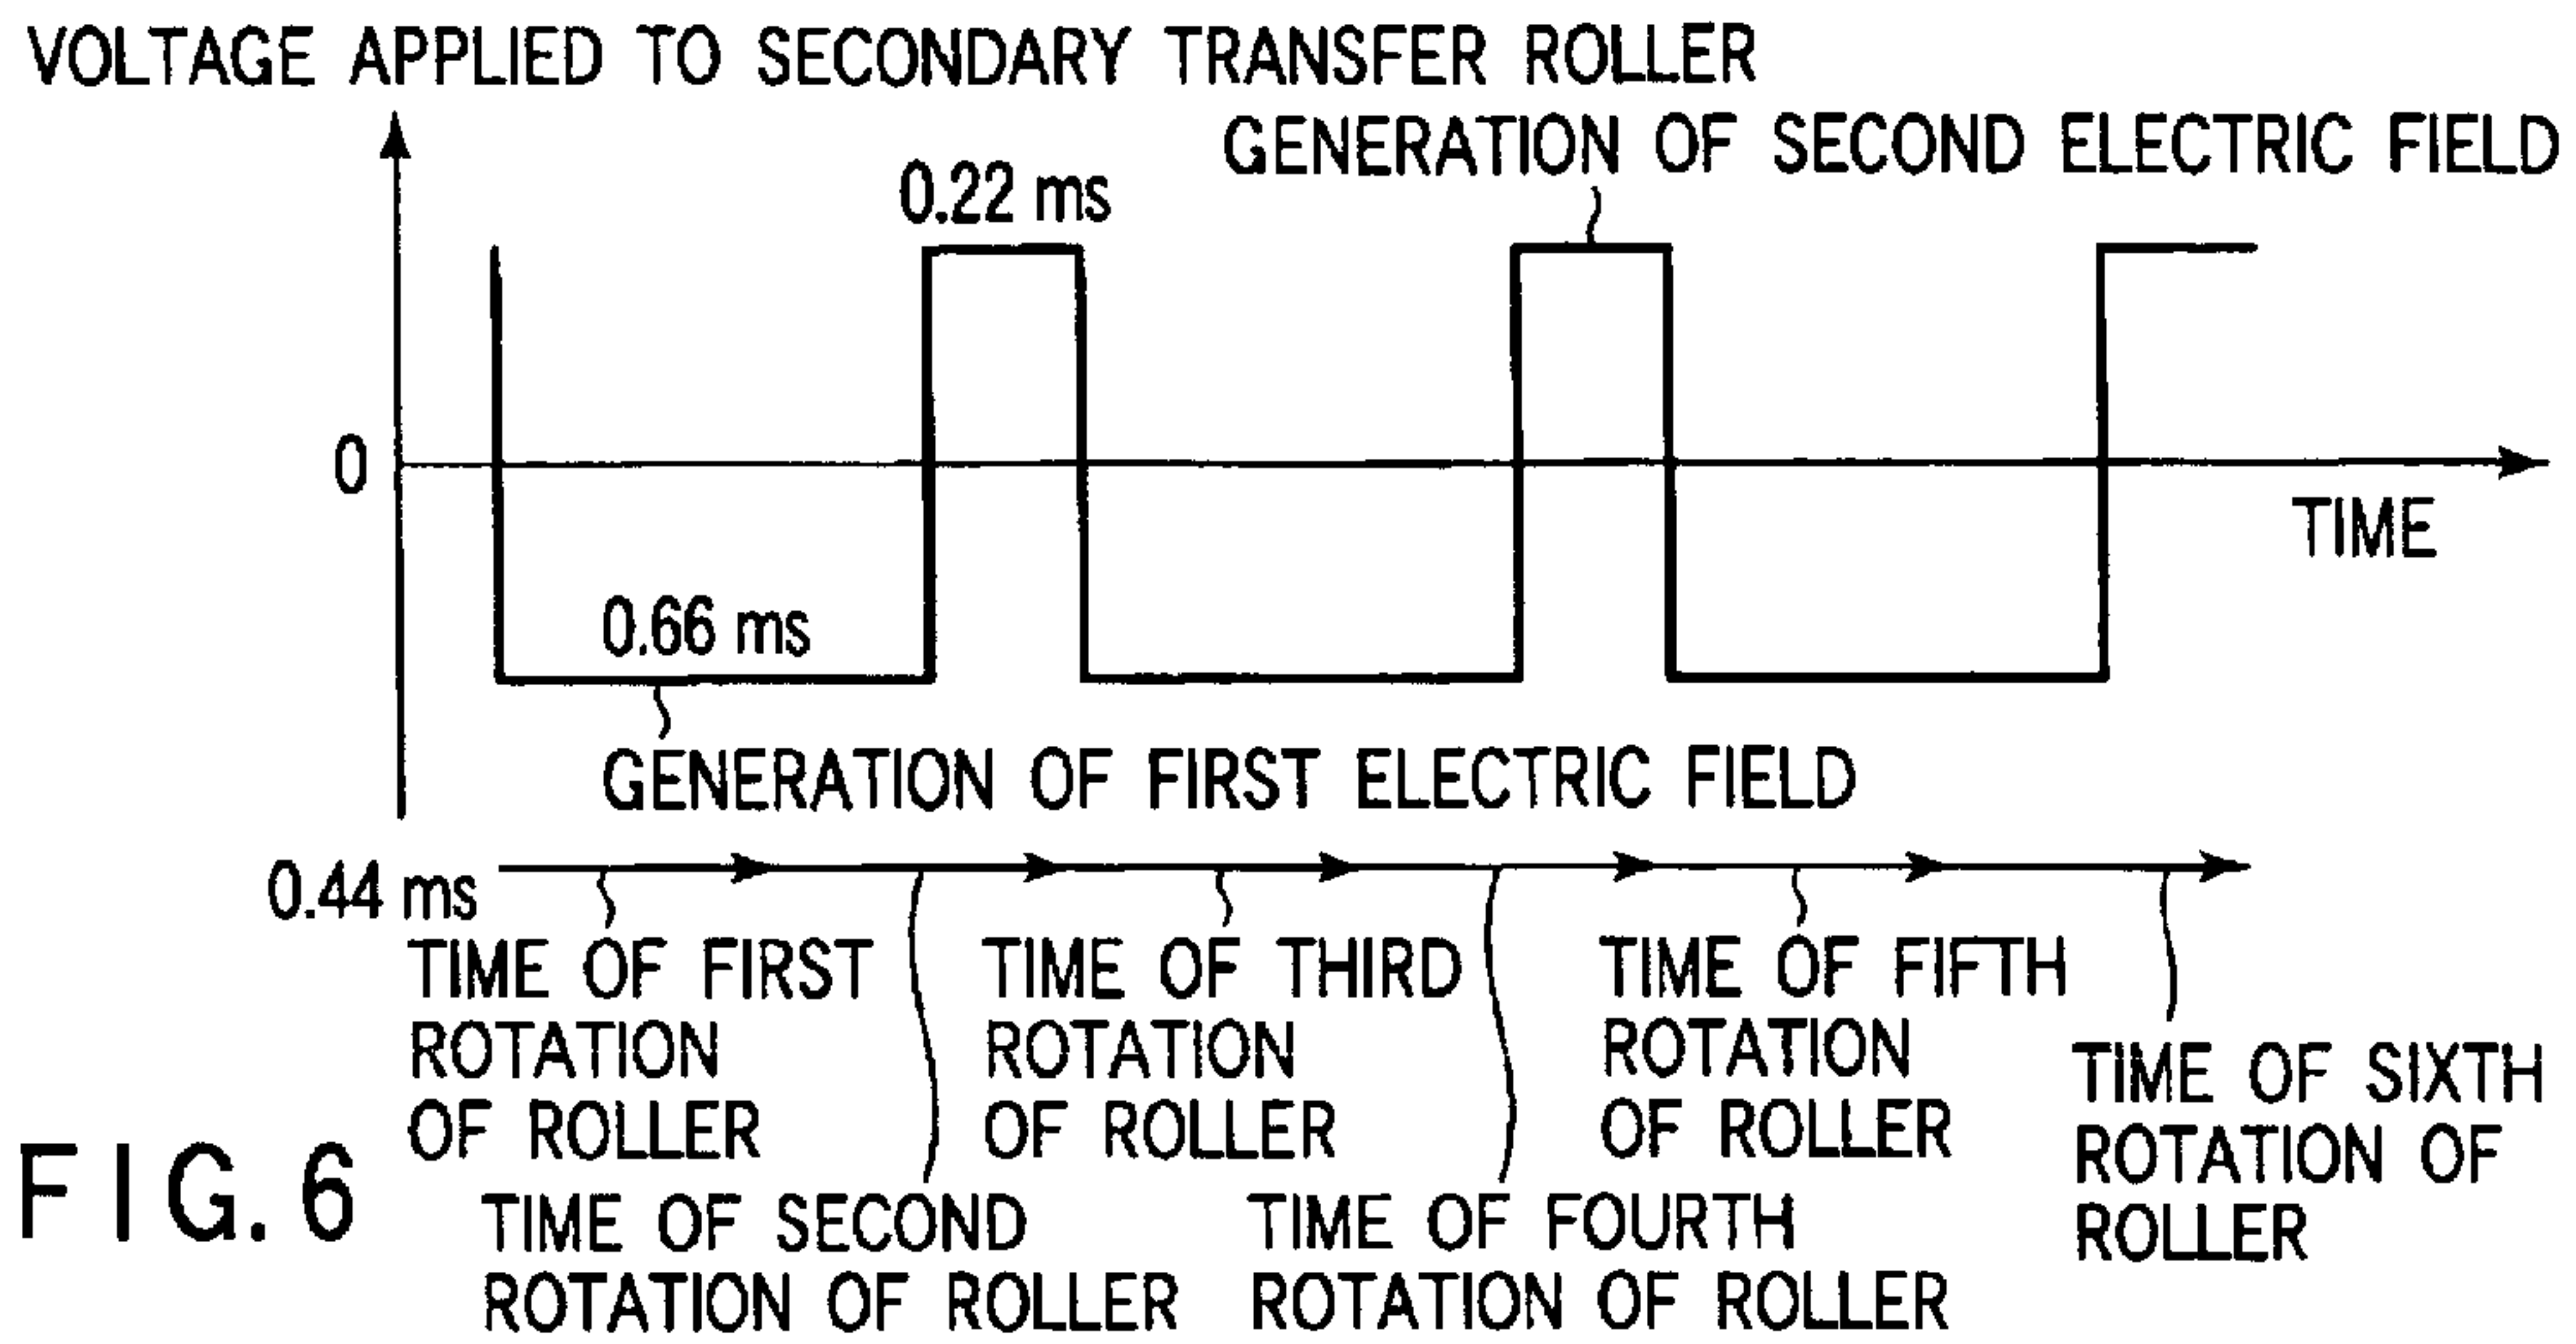 VOLTAGE APPLIED TO SECONDARY TRANSFER ROLLER
GENERATION OF SECOND ELECTRIC FIELD
0.22 ms
0
TIME
0.66 ms
GENERATION OF FIRST ELECTRIC FIELD
0.44 ms
TIME OF FIRST
ROTATION
OF ROLLER
TIME OF SECOND
ROTATION OF ROLLER
TIME OF THIRD
ROTATION
OF ROLLER
TIME OF FOURTH
ROTATION OF ROLLER
TIME OF FIFTH
ROTATION
OF ROLLER
TIME OF SIXTH
ROTATION OF
ROLLER
FIG. 6